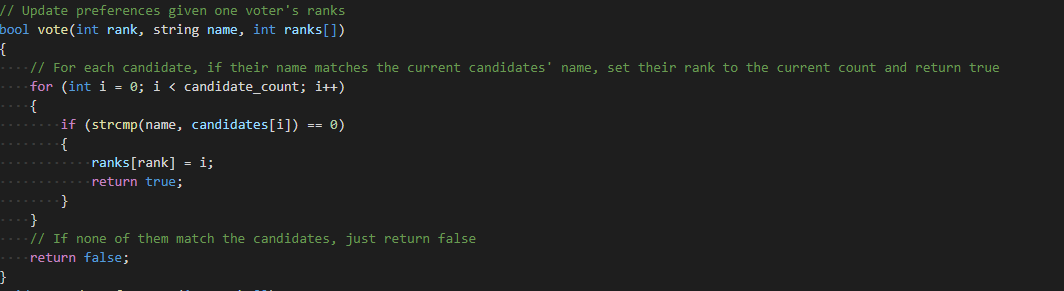 // Update preferences given one voter's ranks
bool vote(int rank, string name, int ranks[])
{
    // For each candidate, if their name matches the current candidates' name, set their rank to the current count and return true
    for (int i = 0; i < candidate_count; i++)
    {
        if (strcmp(name, candidates[i]) == 0)
        {
            ranks[rank] = i;
            return true;
        }
    }
    // If none of them match the candidates, just return false
    return false;
}